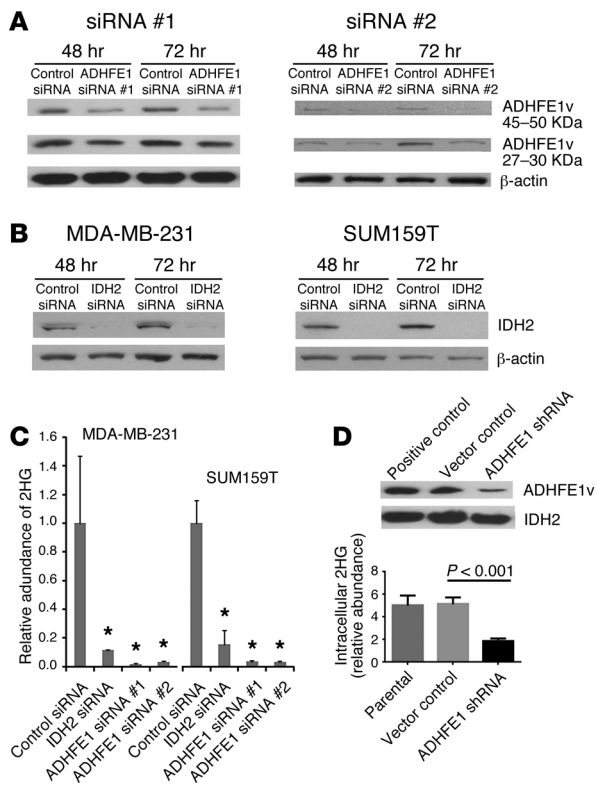 A
siRNA #1
siRNA #2
48 hr 72 hr
48 hr 72 hr
Control ADHFE1 Control ADHFE1
siRNA siRNA #1 siRNA siRNA #1
Control ADHFE1 Control ADHFE1
siRNA siRNA #2 siRNA siRNA #2
ADHFE1v
45–50 KDa
ADHFE1v
27–30 KDa
β-actin
B
MDA-MB-231
SUM159T
48 hr 72 hr
48 hr 72 hr
Control IDH2 Control IDH2
siRNA siRNA siRNA siRNA
Control IDH2 Control IDH2
siRNA siRNA siRNA siRNA
IDH2
β-actin
C
Relative abundance of 2HG
1.6
1.4
1.2
1.0
0.8
0.6
0.4
0.2
0.0
MDA-MB-231
SUM159T
* * *
* * *
Control siRNA
IDH2 siRNA
ADHFE1 siRNA #1
ADHFE1 siRNA #2
Control siRNA
IDH2 siRNA
ADHFE1 siRNA #1
ADHFE1 siRNA #2
D
Positive control
Vector control
ADHFE1 shRNA
ADHFE1v
IDH2
Intracellular 2HG
(relative abundance)
8
6
4
2
0
P < 0.001
Parental
Vector control
ADHFE1 shRNA